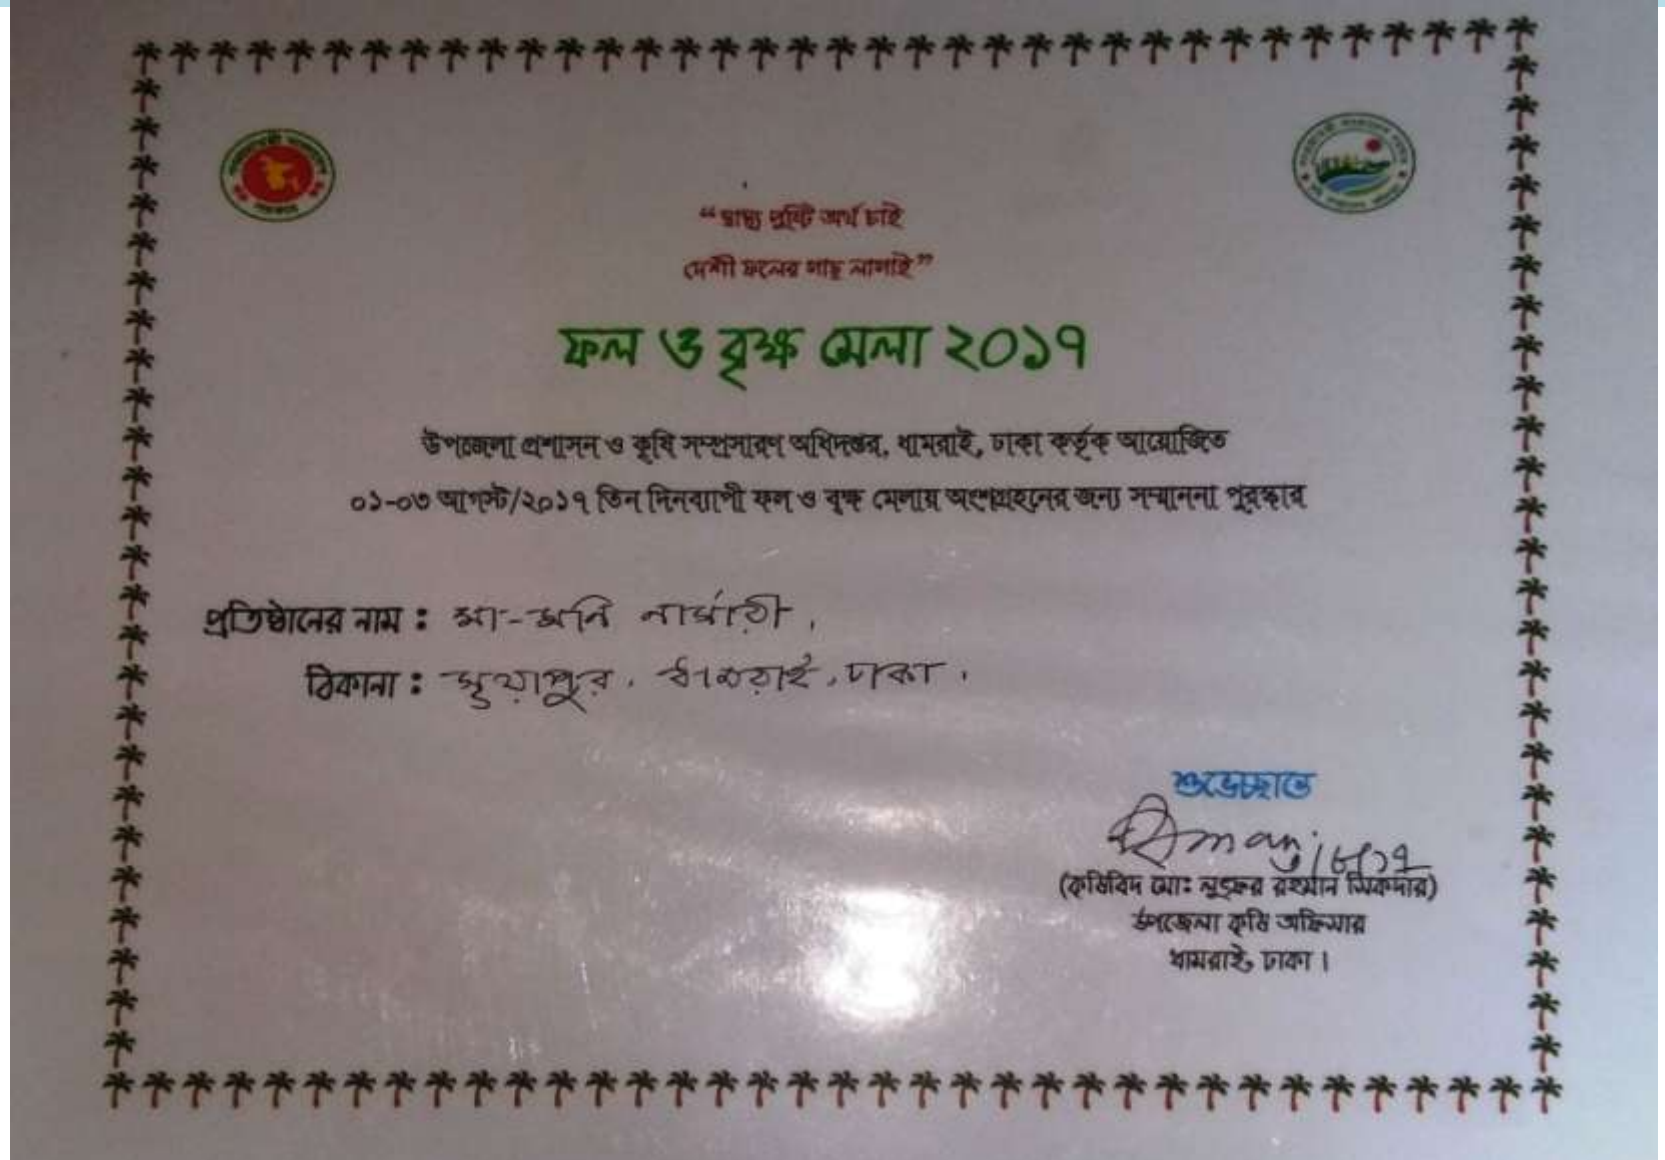 “স্বাস্থ্য পুষ্টি অর্থ চাই
দেশী ফলের গাছ লাগাই”
ফল ও বৃক্ষ মেলা ২০১৭
উপজেলা প্রশাসন ও কৃষি সম্প্রসারণ অধিদপ্তর, ধামরাই, ঢাকা কর্তৃক আয়োজিত
০১-০৩ আগস্ট/২০১৭ তিন দিনব্যাপী ফল ও বৃক্ষ মেলায় অংশগ্রহনের জন্য সম্মাননা পুরস্কার
প্রতিষ্ঠানের নাম : মা-মনি নার্সারী,
ঠিকানা : সুয়াপুর, ধামরাই, ঢাকা।
শুভেচ্ছান্তে
(কৃষিবিদ মোঃ লুৎফর রহমান সিকদার)
উপজেলা কৃষি অফিসার
ধামরাই, ঢাকা।